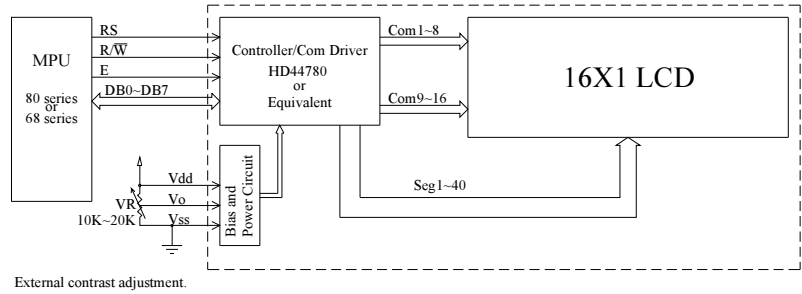 MPU
80 series
or
68 series
RS
R/W̅
E
DB0~DB7
Controller/Com Driver
HD44780
or
Equivalent
Com1~8
Com9~16
16X1 LCD
Seg1~40
Vdd
Vo
Vss
VR
10K~20K
Bias and
Power Circuit
External contrast adjustment.